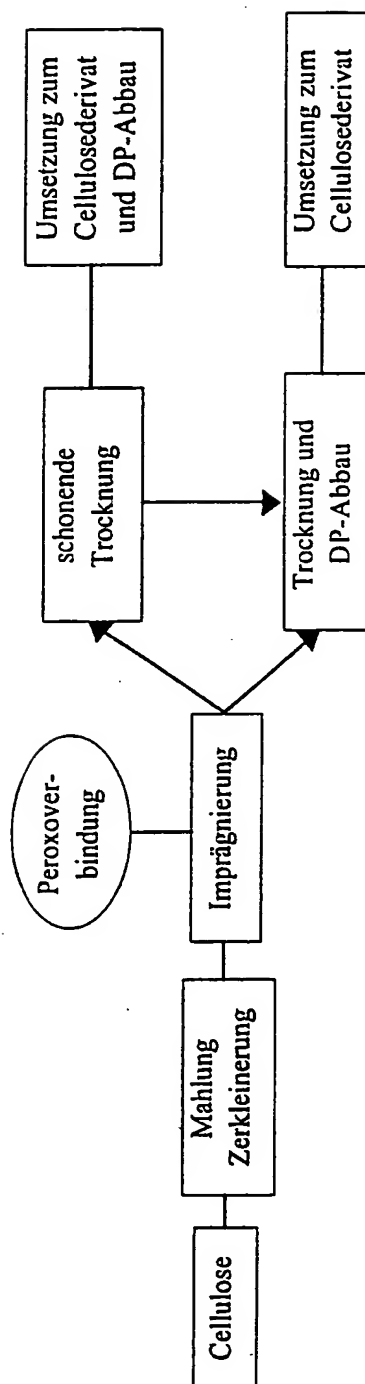 Cellulose
Mahlung
Zerkleinerung
Peroxover-
bindung
Imprägnierung
schonende
Trocknung
Umsetzung zum
Cellulosederivat
und DP-Abbau
Trocknung und
DP-Abbau
Umsetzung zum
Cellulosederivat